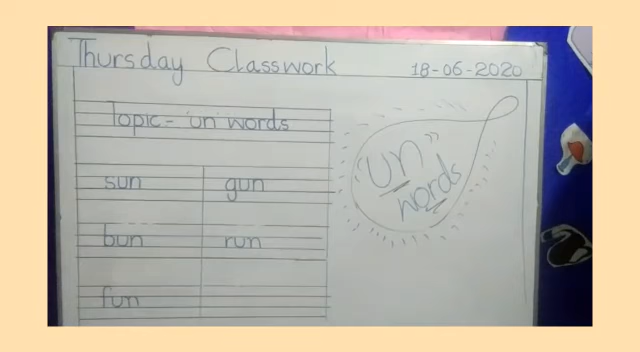 Thursday Classwork 18-06-2020
Topic - 'un' words
sun gun
bun run
fun
"un"
words